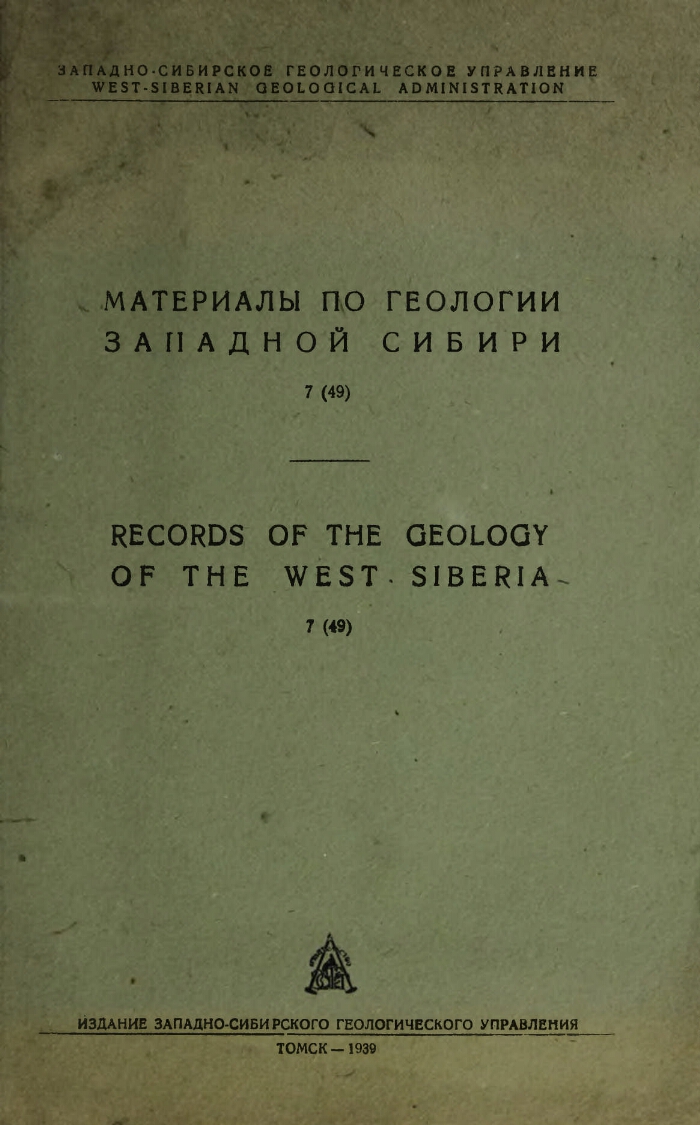 ЗАПАДНО-СИБИРСКОЕ ГЕОЛОГИЧЕСКОЕ УПРАВЛЕНИЕ
WEST-SIBERIAN GEOLOGICAL ADMINISTRATION
МАТЕРИАЛЫ ПО ГЕОЛОГИИ
ЗАПАДНОЙ СИБИРИ
7 (49)
RECORDS OF THE GEOLOGY
OF THE WEST SIBERIA
7 (49)
ИЗДАНИЕ ЗАПАДНО-СИБИРСКОГО ГЕОЛОГИЧЕСКОГО УПРАВЛЕНИЯ
ТОМСК — 1939